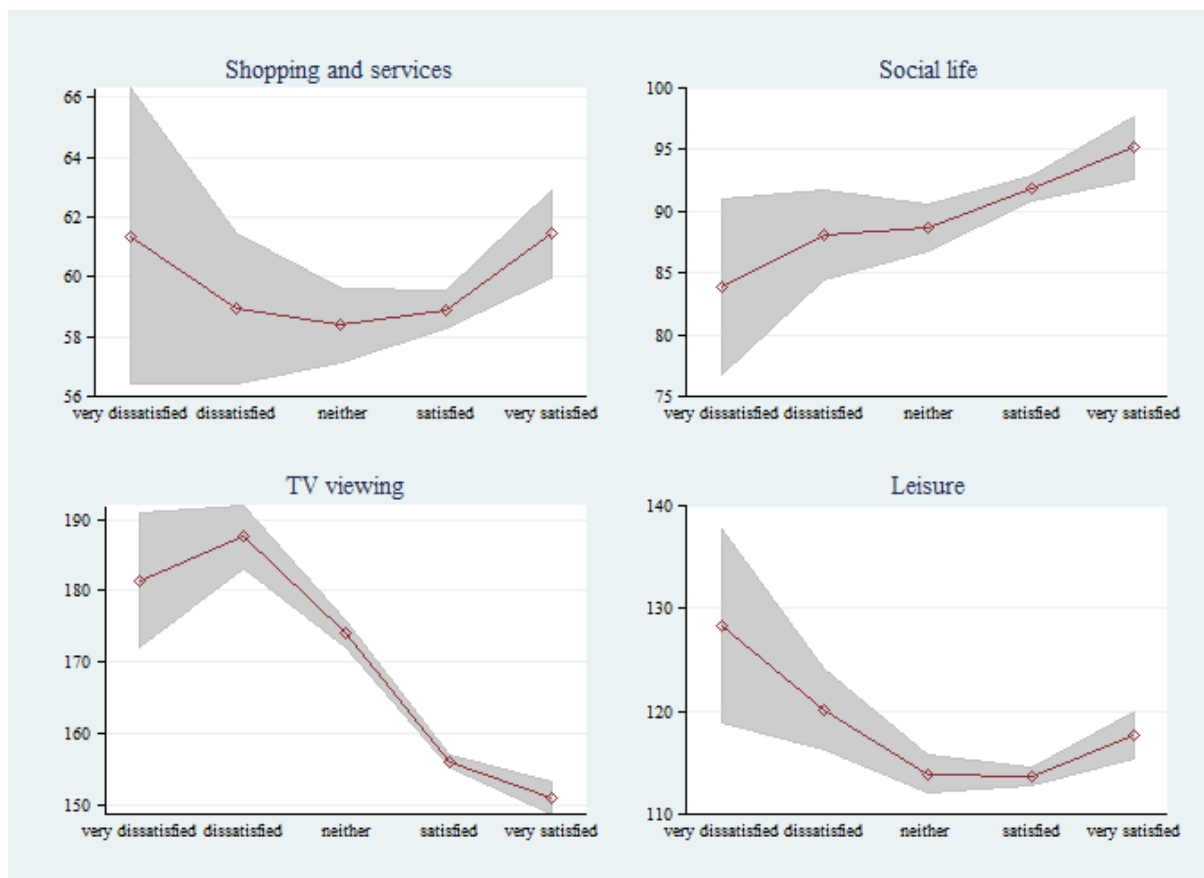 Shopping and services
66
64
62
60
58
56
very dissatisfied dissatisfied neither satisfied very satisfied
Social life
100
95
90
85
80
75
very dissatisfied dissatisfied neither satisfied very satisfied
TV viewing
190
180
170
160
150
very dissatisfied dissatisfied neither satisfied very satisfied
Leisure
140
130
120
110
very dissatisfied dissatisfied neither satisfied very satisfied